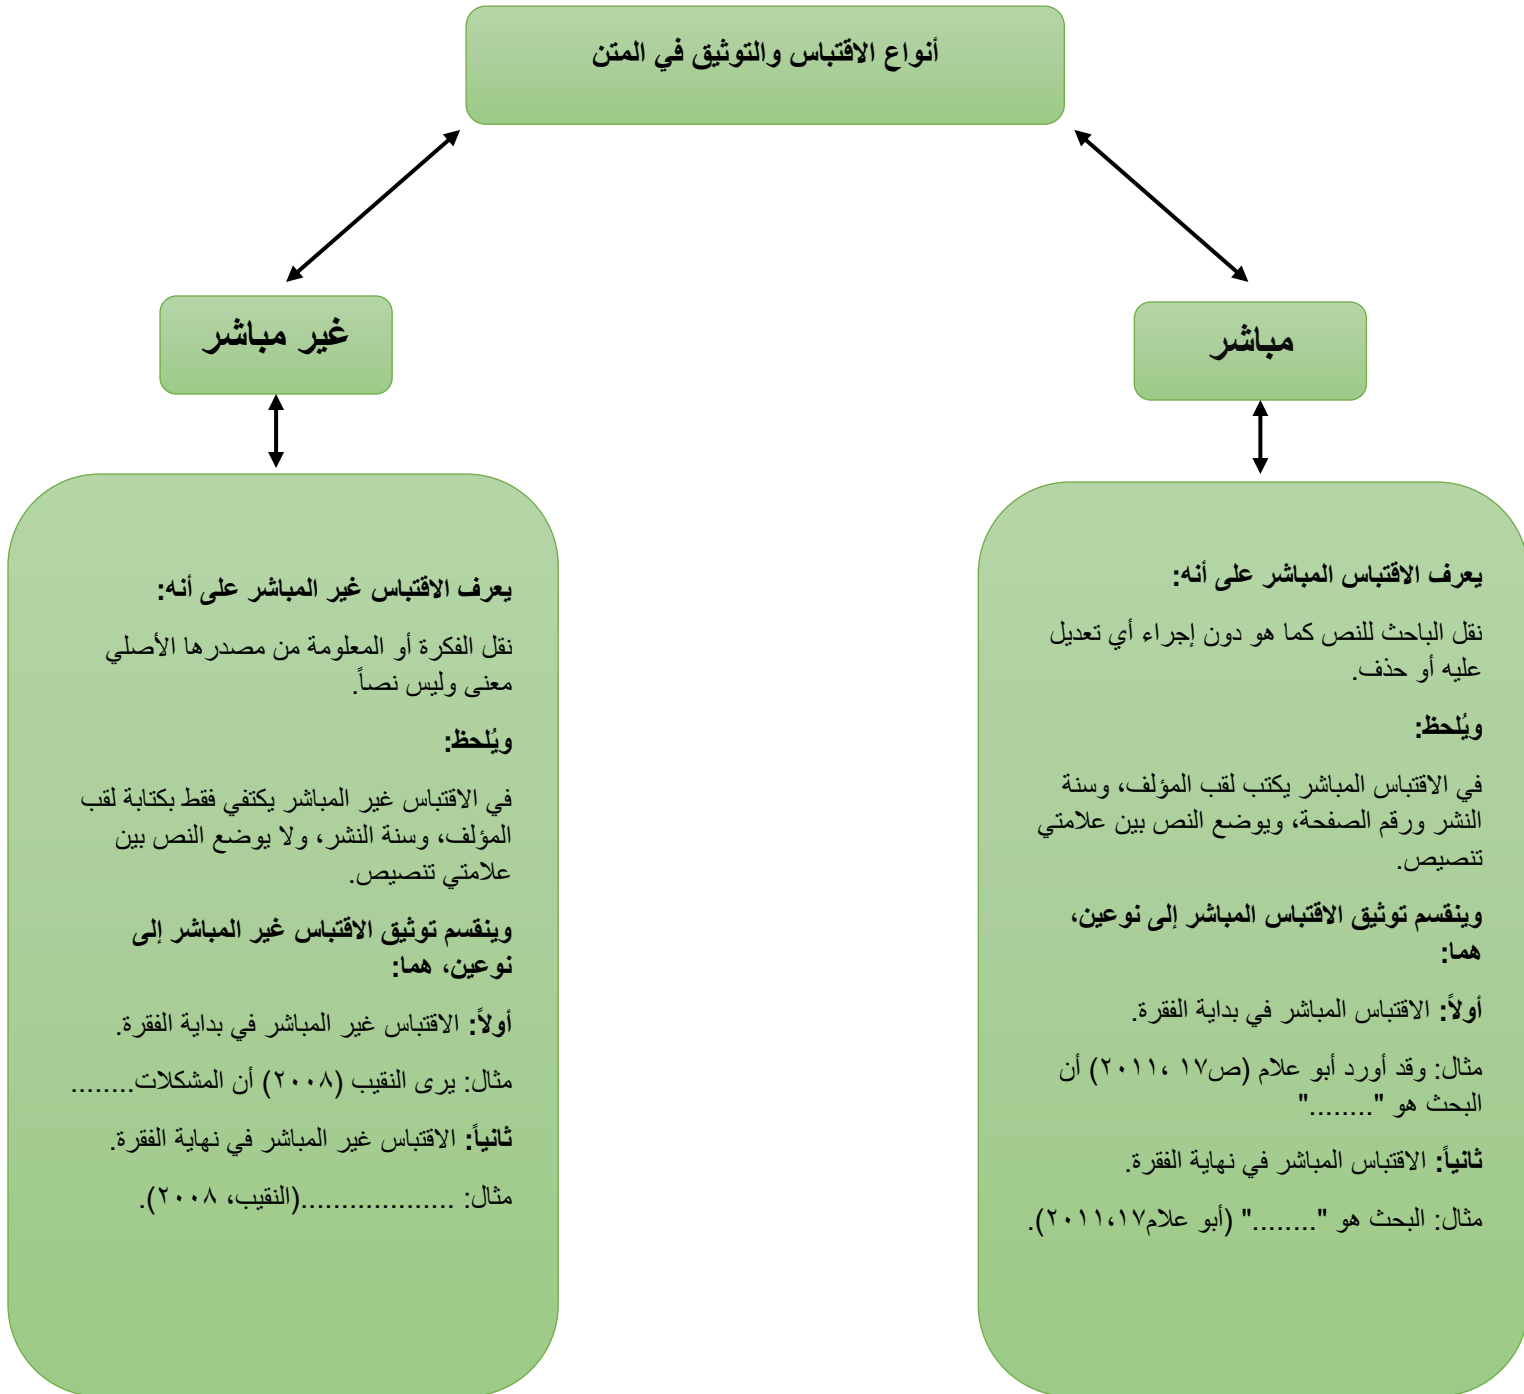 أنواع الاقتباس والتوثيق في المتن
مباشر
يعرف الاقتباس المباشر على أنه:
نقل الباحث للنص كما هو دون إجراء أي تعديل
عليه أو حذف.
ويُلحظ:
في الاقتباس المباشر يكتب لقب المؤلف، وسنة
النشر ورقم الصفحة، ويوضع النص بين علامتي
تنصيص.
وينقسم توثيق الاقتباس المباشر إلى نوعين،
هما:
أولاً: الاقتباس المباشر في بداية الفقرة.
مثال: وقد أورد أبو علام (ص١٧ ،٢٠١١) أن
البحث هو "........"
ثانياً: الاقتباس المباشر في نهاية الفقرة.
مثال: البحث هو "........" (أبو علام٢٠١١،١٧).
غير مباشر
يعرف الاقتباس غير المباشر على أنه:
نقل الفكرة أو المعلومة من مصدرها الأصلي
معنى وليس نصاً.
ويُلحظ:
في الاقتباس غير المباشر يكتفي فقط بكتابة لقب
المؤلف، وسنة النشر، ولا يوضع النص بين
علامتي تنصيص.
وينقسم توثيق الاقتباس غير المباشر إلى
نوعين، هما:
أولاً: الاقتباس غير المباشر في بداية الفقرة.
مثال: يرى النقيب (٢٠٠٨) أن المشكلات........
ثانياً: الاقتباس غير المباشر في نهاية الفقرة.
مثال: ...................(النقيب، ٢٠٠٨).